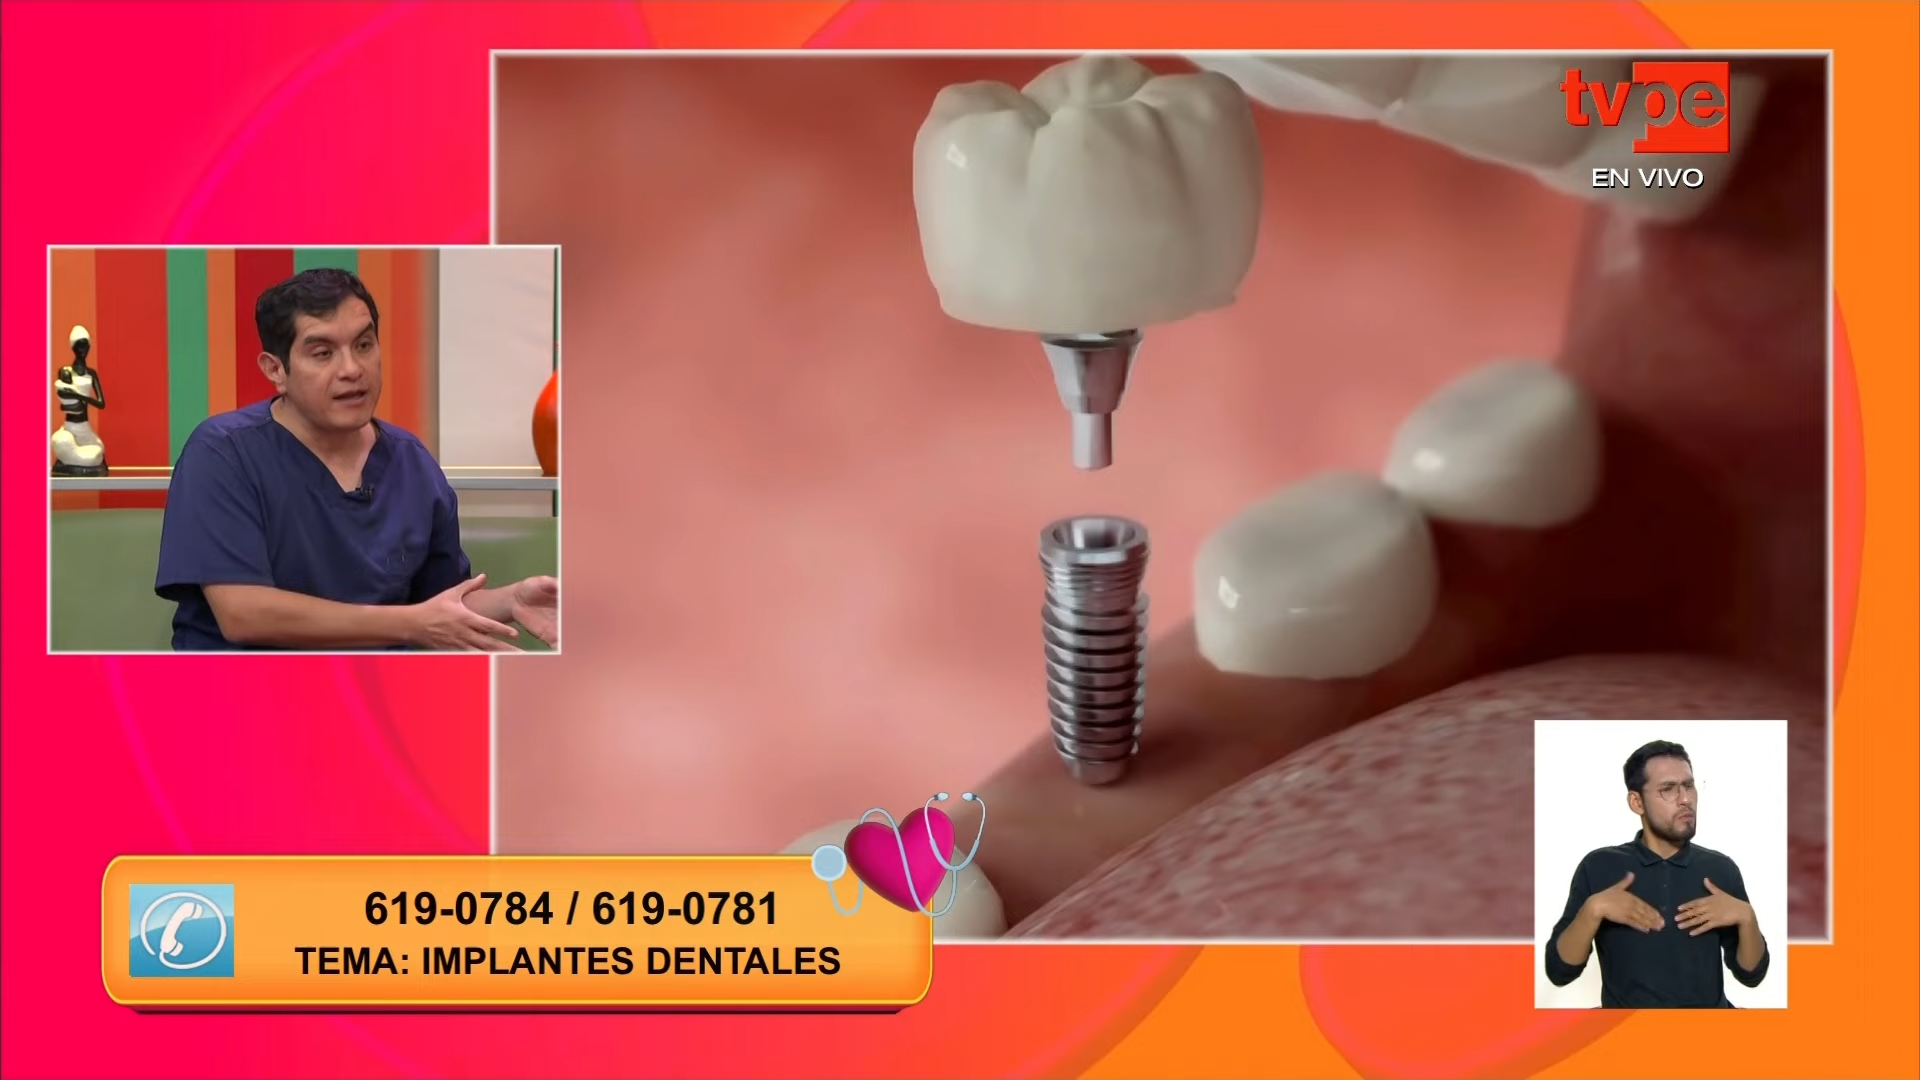 tvpe
EN VIVO
619-0784 / 619-0781
TEMA: IMPLANTES DENTALES